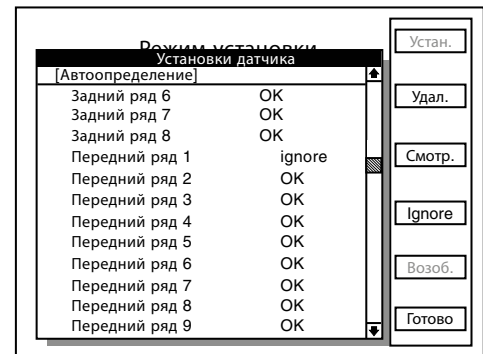 Режим установки
Установки датчика
[Автоопределение]
Задний ряд 6 OK
Задний ряд 7 OK
Задний ряд 8 OK
Передний ряд 1 ignore
Передний ряд 2 OK
Передний ряд 3 OK
Передний ряд 4 OK
Передний ряд 5 OK
Передний ряд 6 OK
Передний ряд 7 OK
Передний ряд 8 OK
Передний ряд 9 OK
Устан.
Удал.
Смотр.
Ignore
Возоб.
Готово